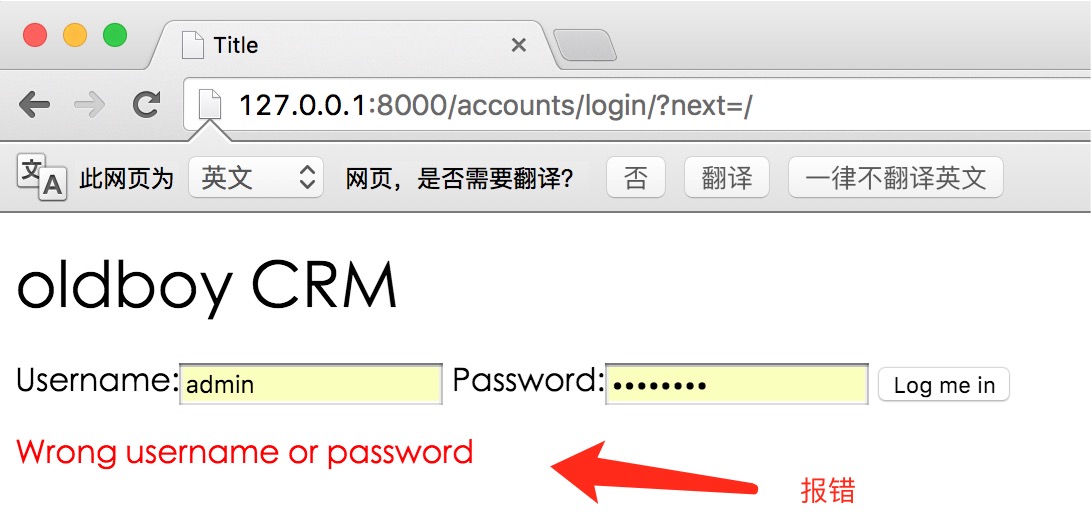 Title
127.0.0.1:8000/accounts/login/?next=/
文A 此网页为 英文 网页，是否需要翻译? 否 翻译 一律不翻译英文
oldboy CRM
Username:admin Password:•••••••• Log me in
Wrong username or password
报错